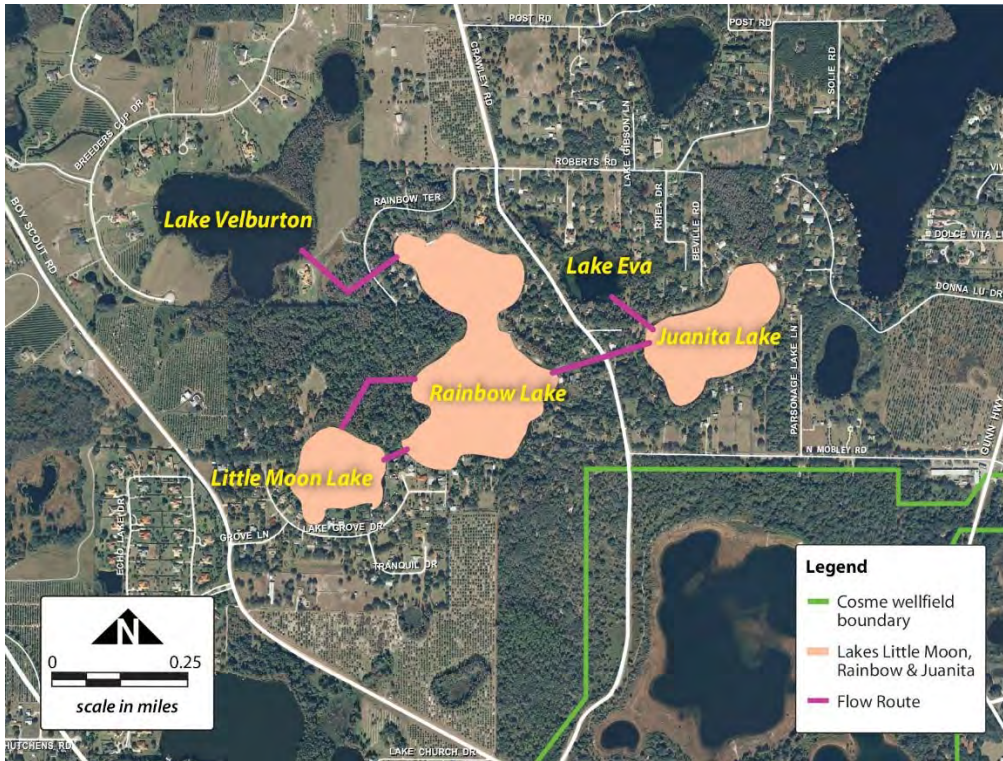 POST RD
POST RD
CRAWLEY RD
SOLIE RD
BREEDERS CUP DR
LAKE GIBSON LN
ROBERTS RD
BOY SCOUT RD
RAINBOW TER
RHEA DR
BEVILLE RD
Lake Velburton
DOLCE VITA
Lake Eva
DONNA LU DR
Juanita Lake
PARSONAGE LAKE LN
Rainbow Lake
GUNN HWY
N MOBLEY RD
Little Moon Lake
ECHO LAKE DR
GROVE LN
LAKE GROVE DR
TRANQUIL DR
Legend
Cosme wellfield
boundary
Lakes Little Moon,
Rainbow & Juanita
Flow Route
N
0 0.25
scale in miles
HUTCHENS RD
LAKE CHURCH DR